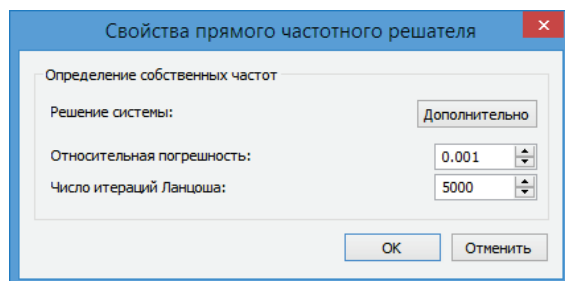 Свойства прямого частотного решателя
Определение собственных частот
Решение системы:
Дополнительно
Относительная погрешность:
0.001
Число итераций Ланцоша:
5000
OK
Отменить